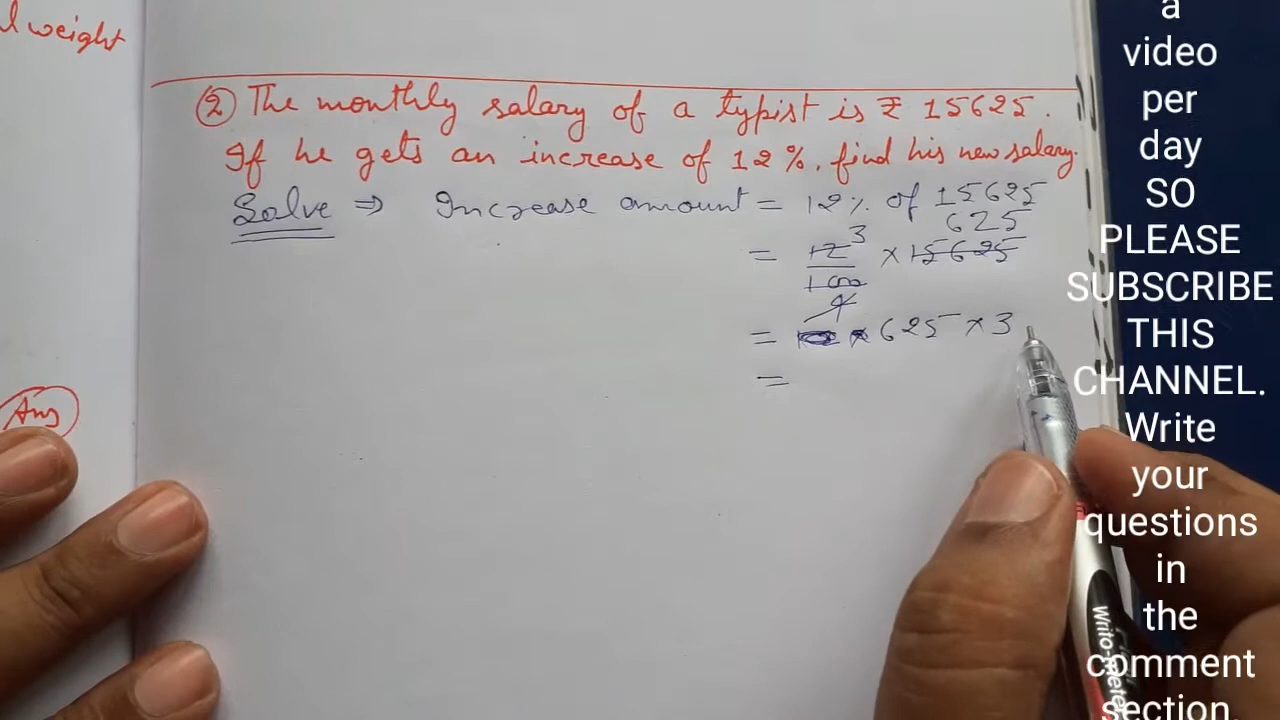 l weight
② The monthly salary of a typist is ₹ 15625.
If he gets an increase of 12%. find his new salary.
Solve ⇒ Increase amount = 12% of 15625
3 625
= 12/100 × 15625
4
= 625 × 3
=
Ans
a
video
per
day
SO
PLEASE
SUBSCRIBE
THIS
CHANNEL.
Write
your
questions
in
the
comment
section
Writo-meter